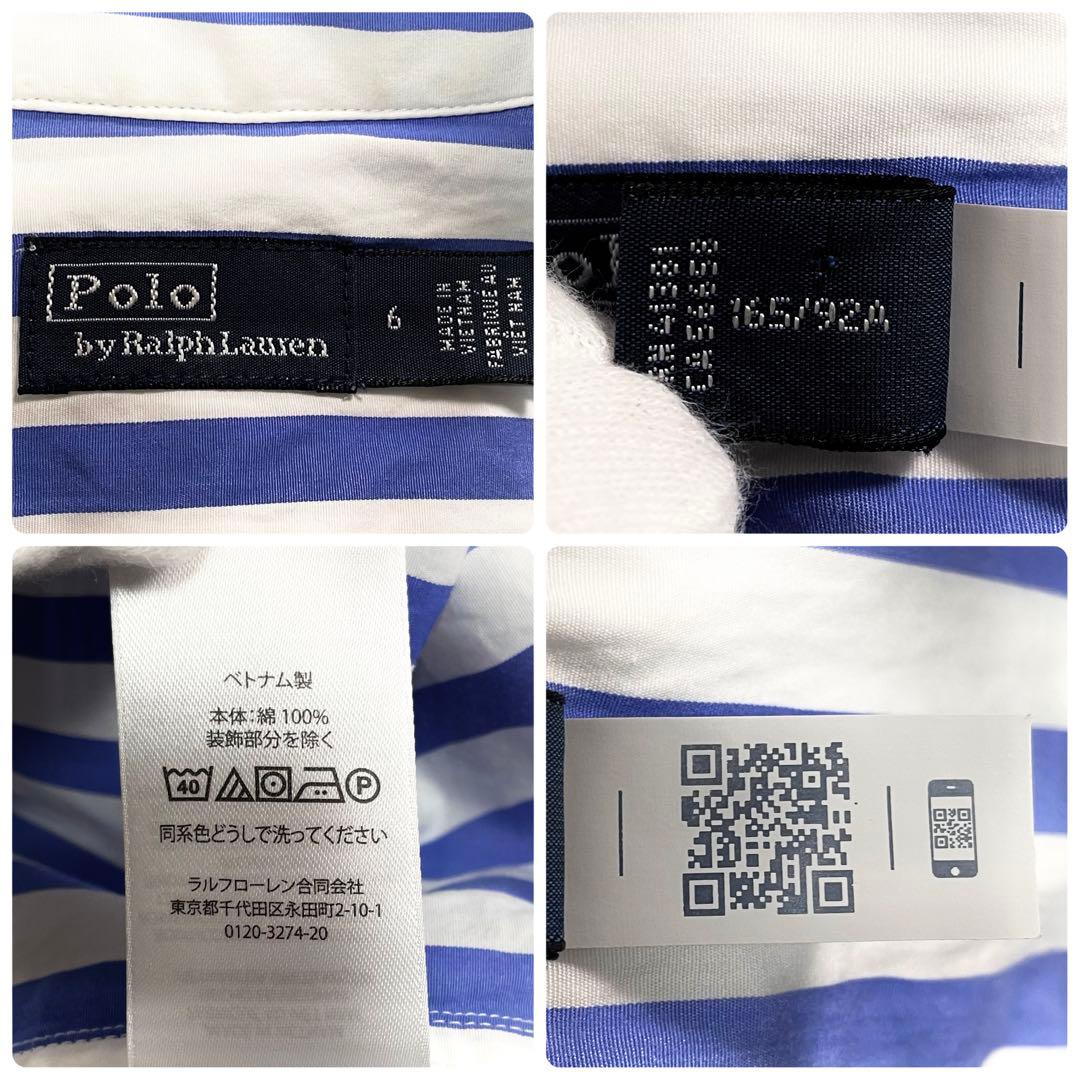 Polo
by Ralph Lauren
6
MADE IN
VIETNAM
FABRIQUE AU
VIÊT NAM
165/92A
ベトナム製
本体:綿 100%
装飾部分を除く
40
P
同系色どうしで洗ってください
ラルフローレン合同会社
東京都千代田区永田町2-10-1
0120-3274-20